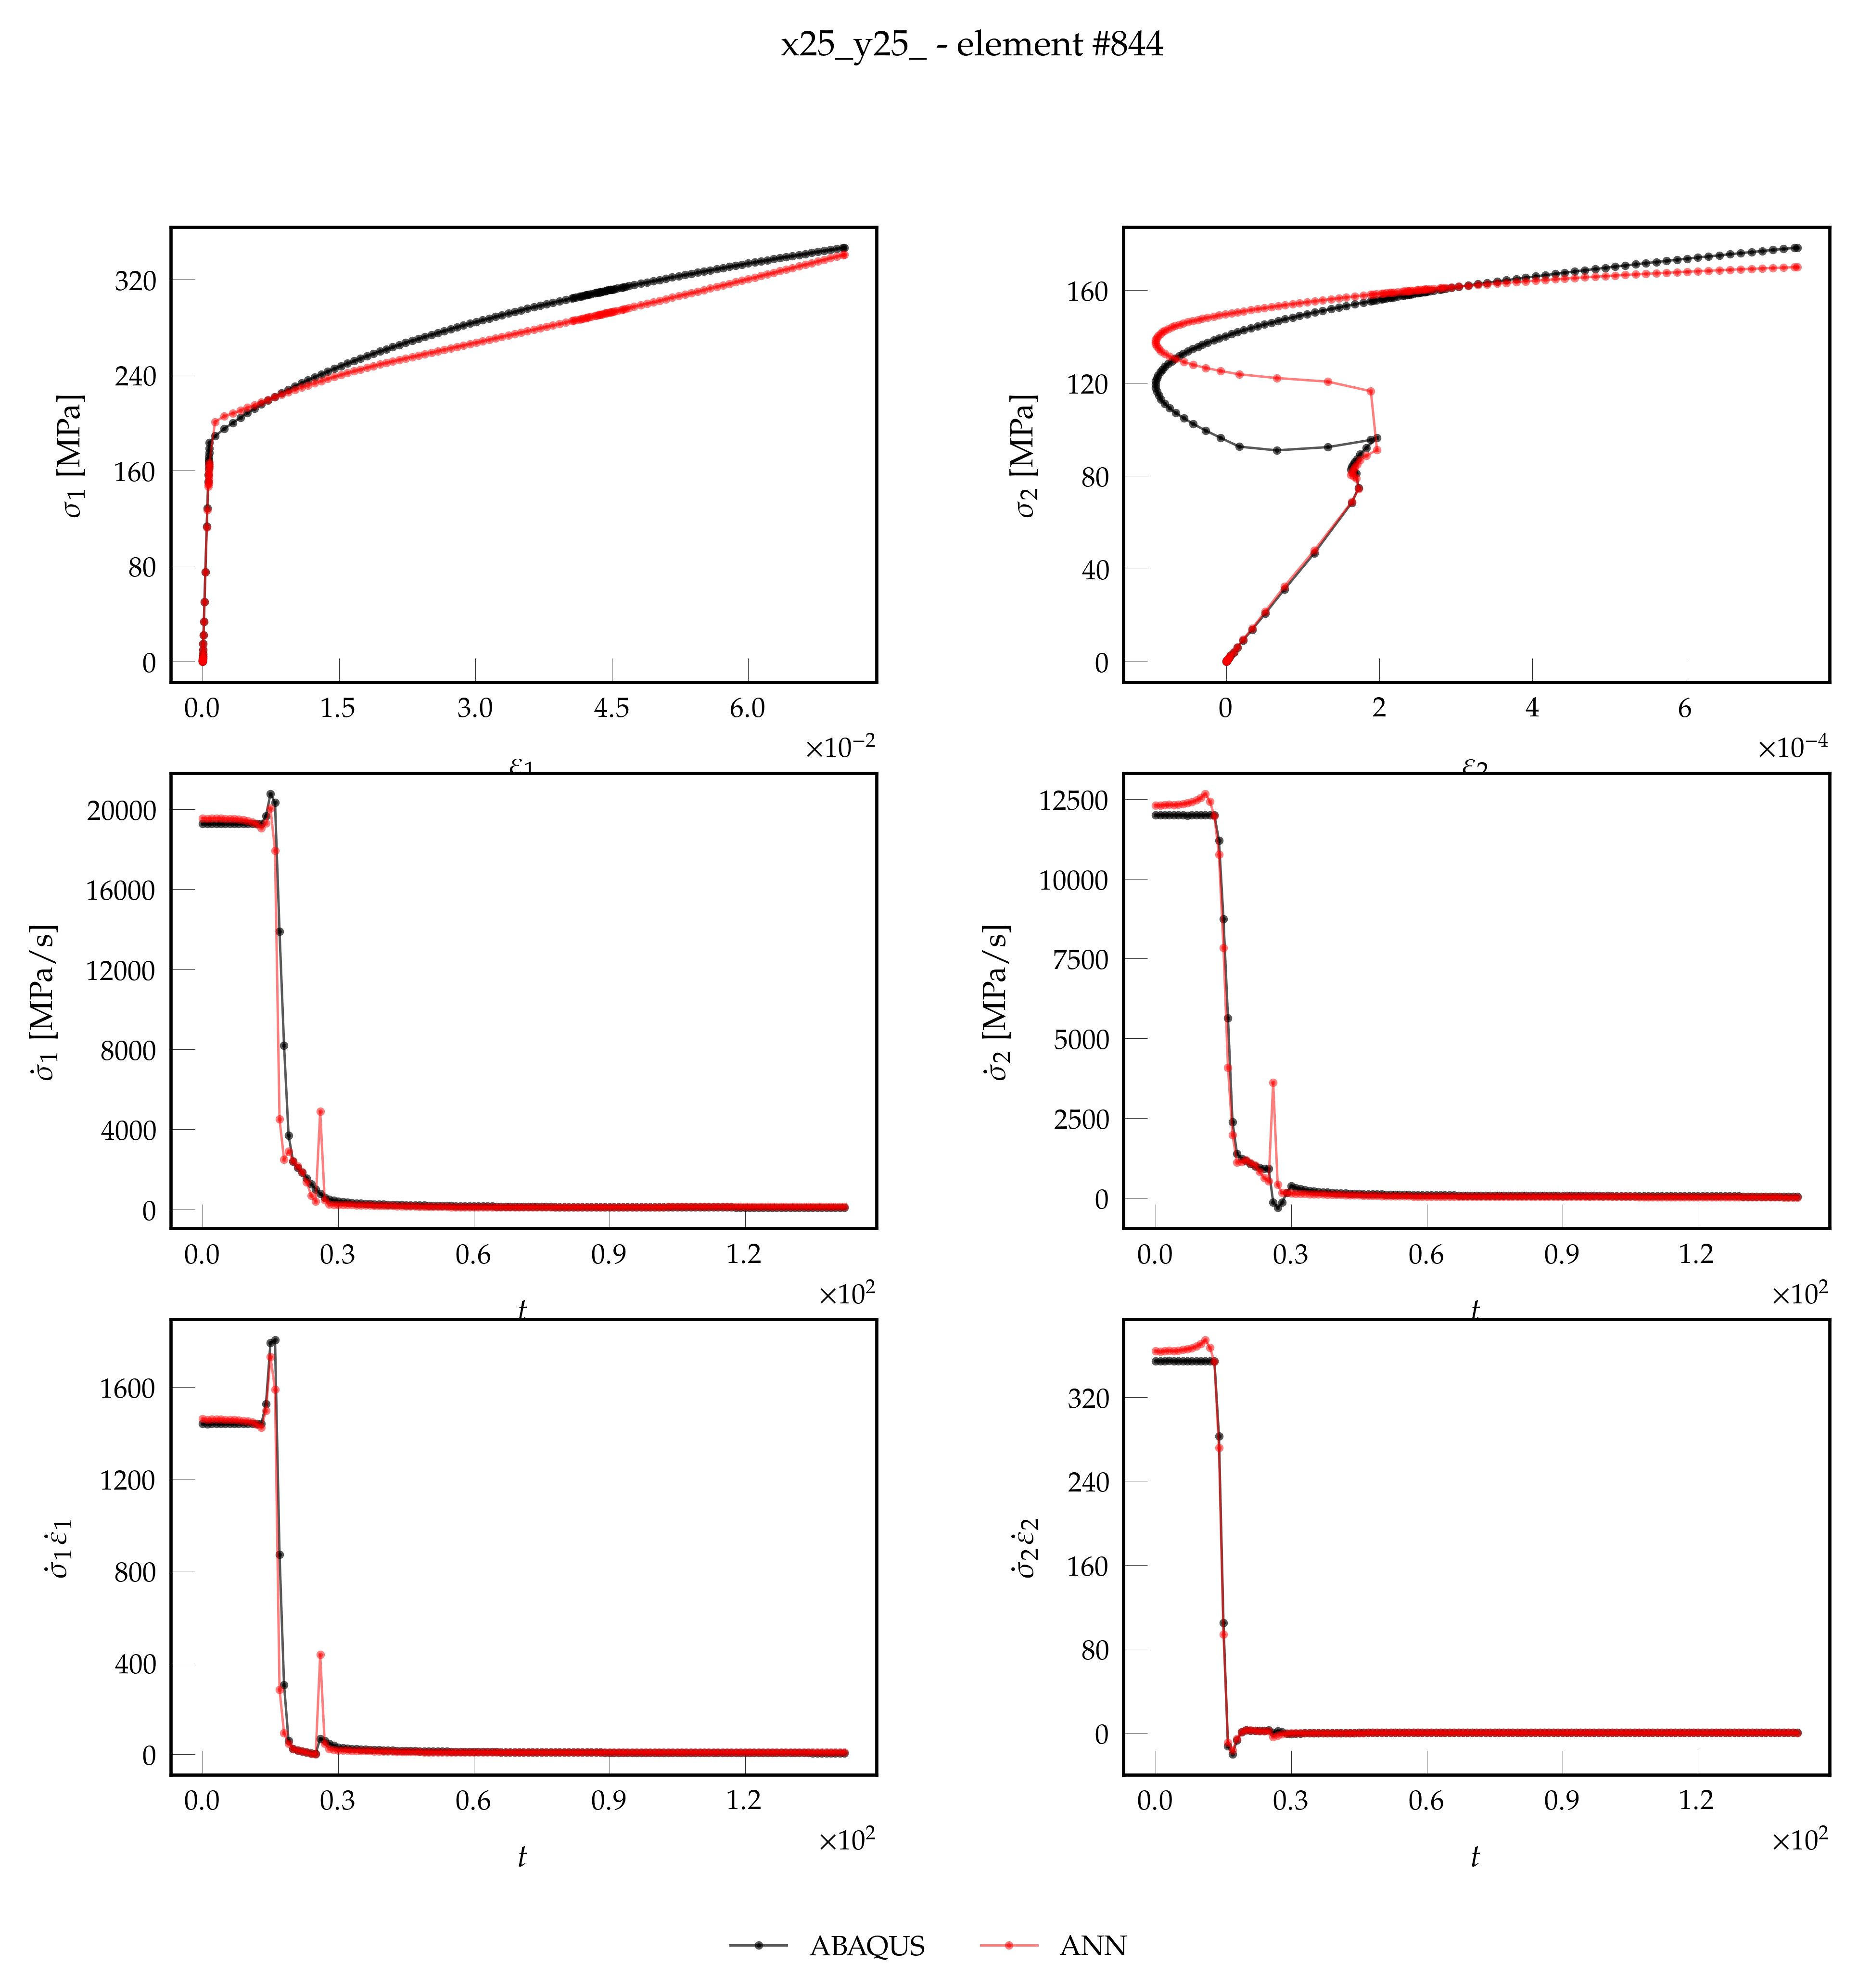 x25_y25_ - element #844
σ1 [MPa]
320
240
160
80
0
0.0 1.5 3.0 4.5 6.0
×10−2
ε1
σ2 [MPa]
160
120
80
40
0
0 2 4 6
×10−4
ε2
σ̇1 [MPa/s]
20000
16000
12000
8000
4000
0
0.0 0.3 0.6 0.9 1.2
×102
t
σ̇2 [MPa/s]
12500
10000
7500
5000
2500
0
0.0 0.3 0.6 0.9 1.2
×102
t
σ̇1ε̇1
1600
1200
800
400
0
0.0 0.3 0.6 0.9 1.2
×102
t
σ̇2ε̇2
320
240
160
80
0
0.0 0.3 0.6 0.9 1.2
×102
t
ABAQUS ANN